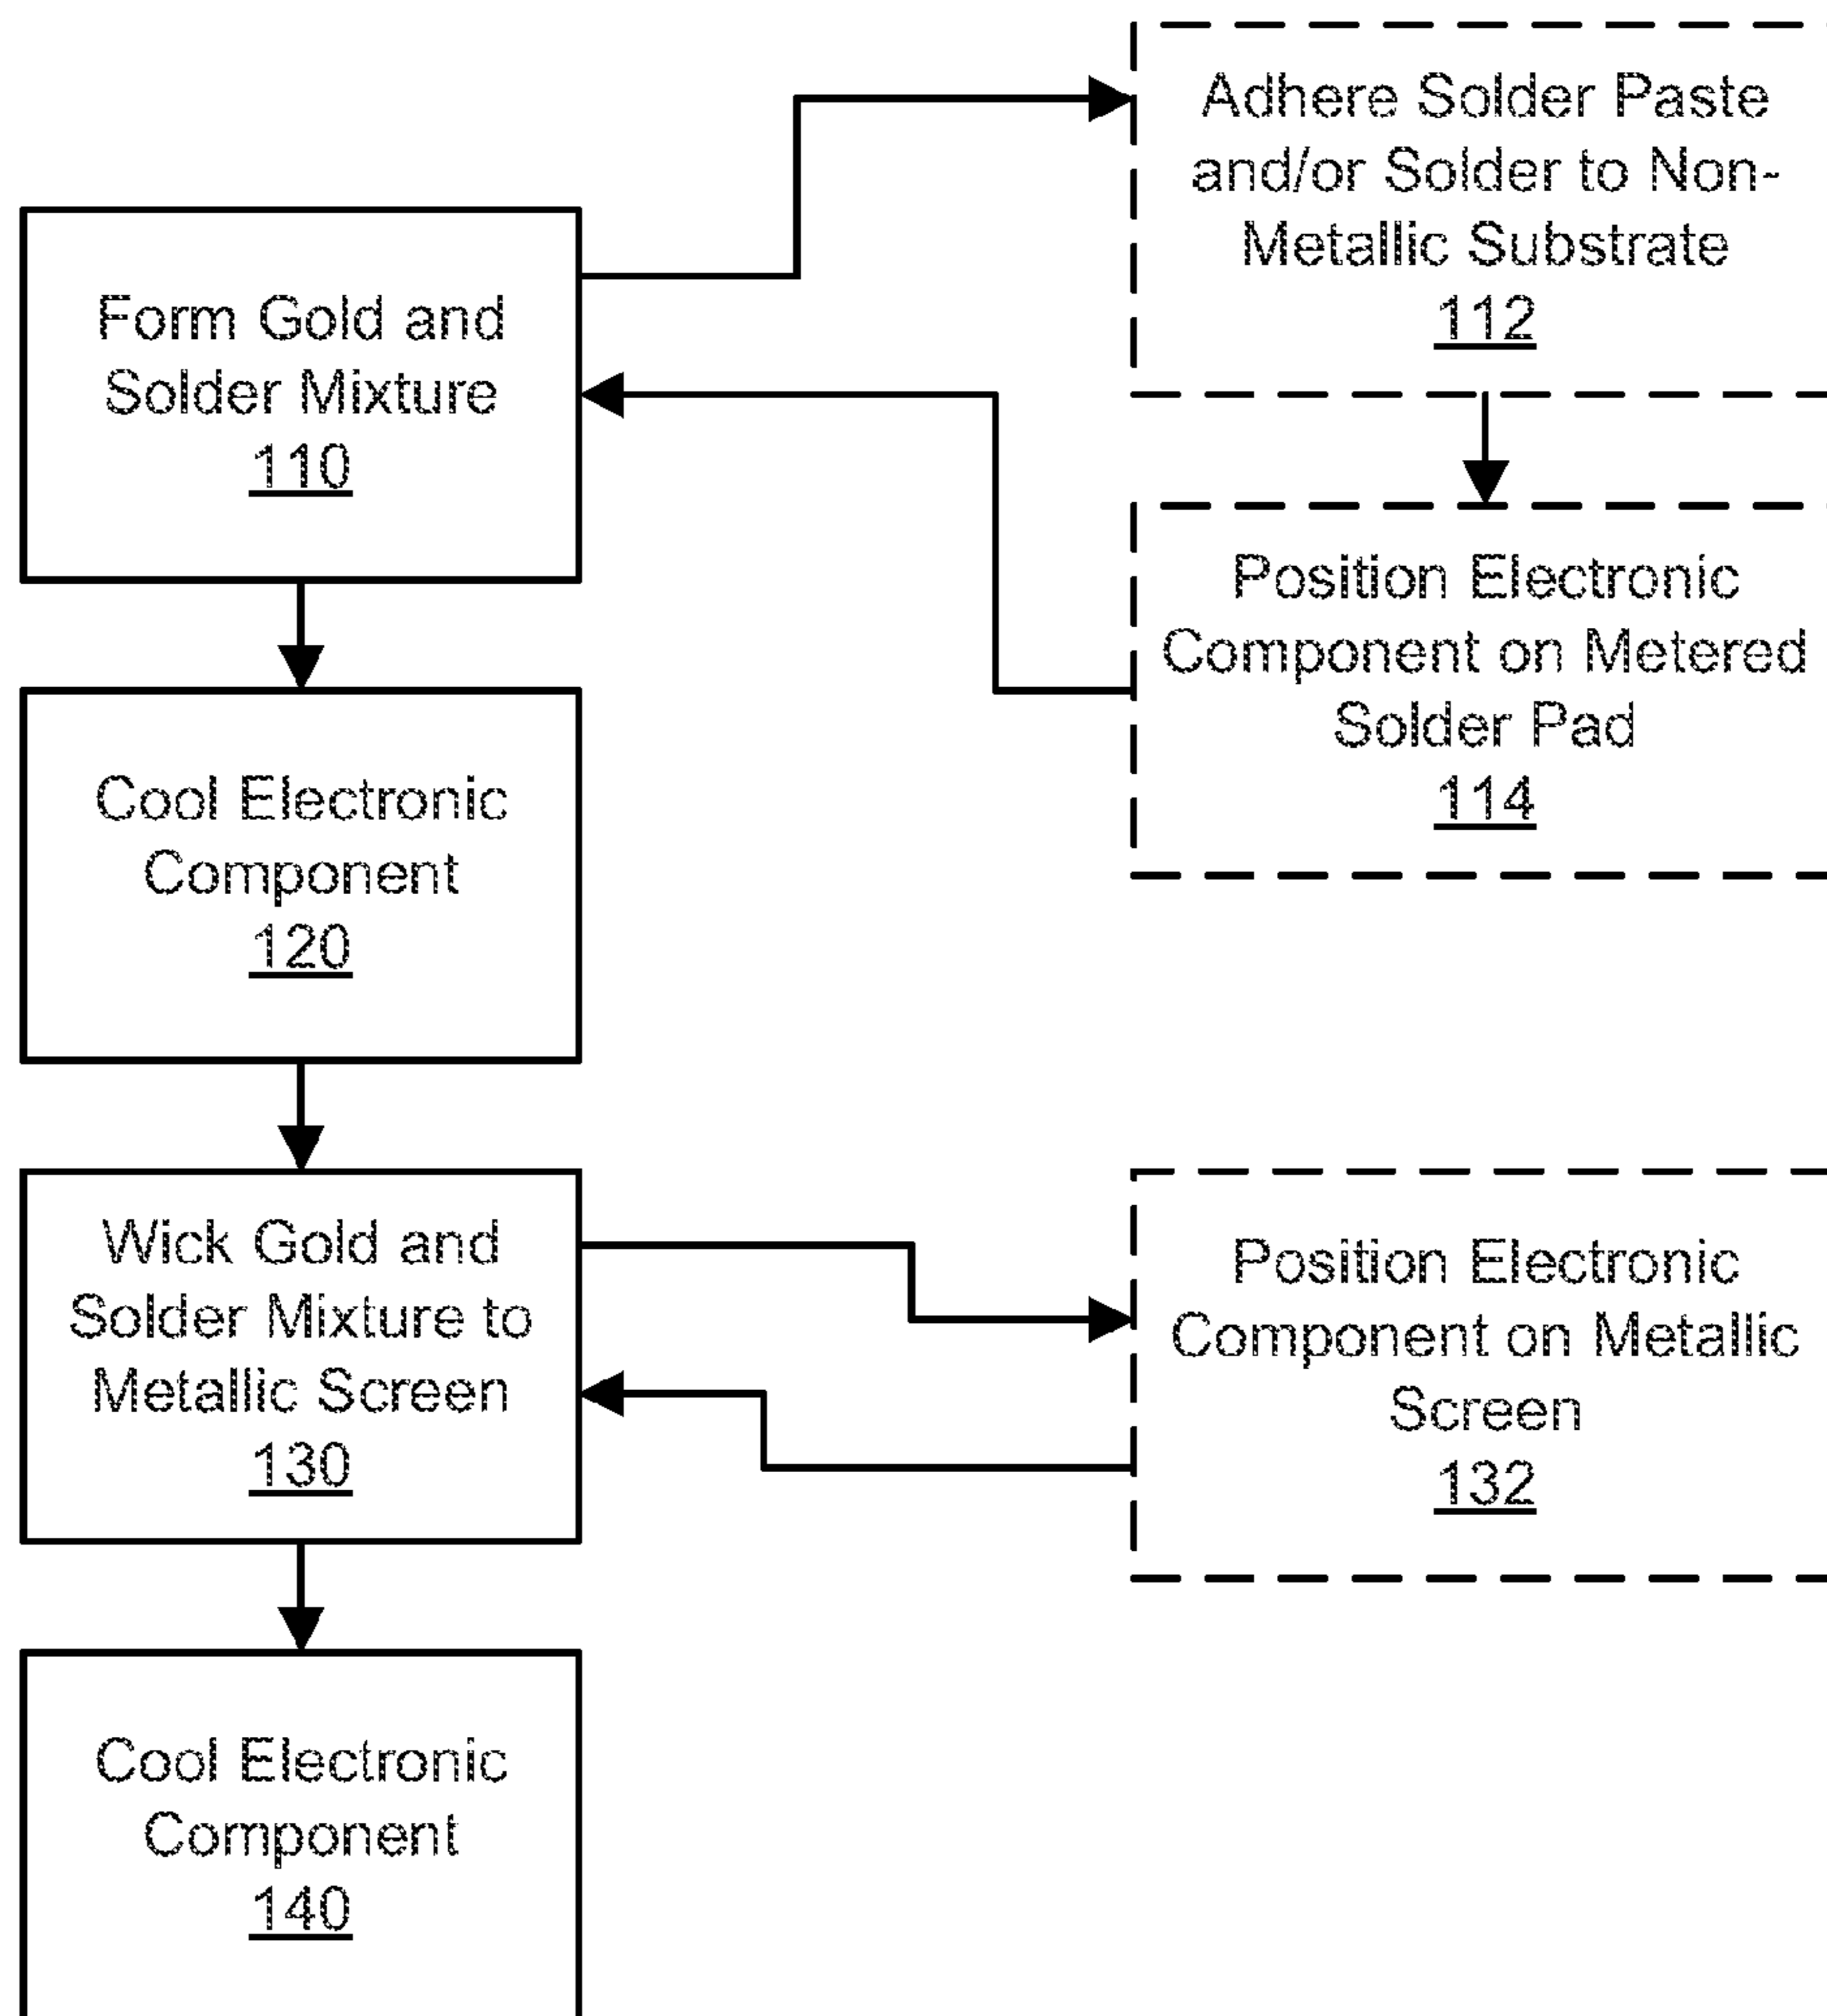 Adhere Solder Paste
and/or Solder to Non-
Metallic Substrate
112
Form Gold and
Solder Mixture
110
Position Electronic
Component on Metered
Solder Pad
114
Cool Electronic
Component
120
Wick Gold and
Solder Mixture to
Metallic Screen
130
Position Electronic
Component on Metallic
Screen
132
Cool Electronic
Component
140